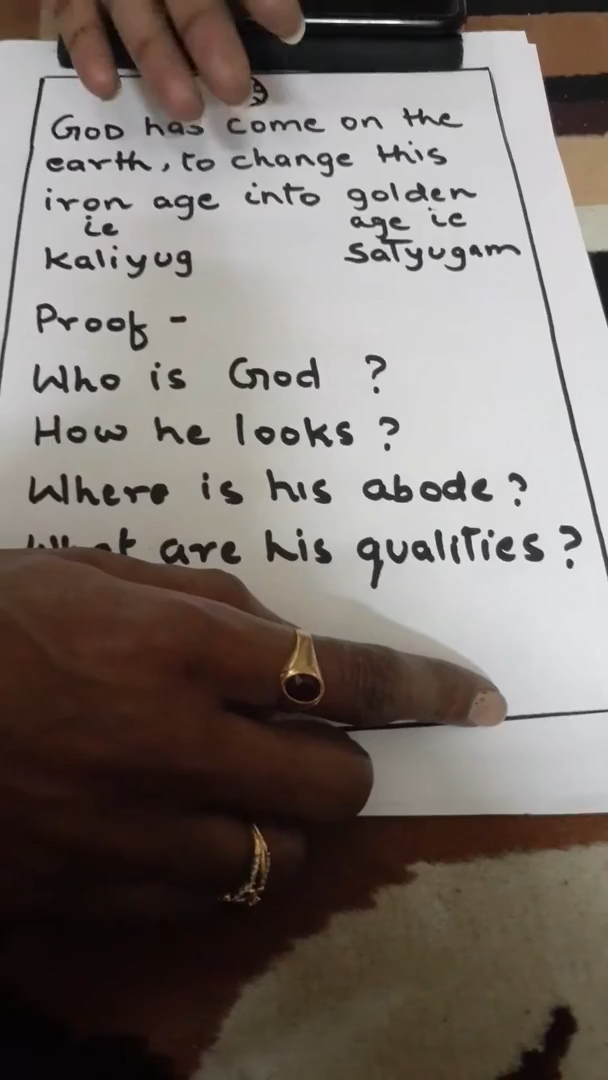 God has come on the
earth, to change this
iron age into golden
ie age ie
Kaliyug Satyugam
Proof -
Who is God ?
How he looks ?
Where is his abode ?
What are his qualities ?